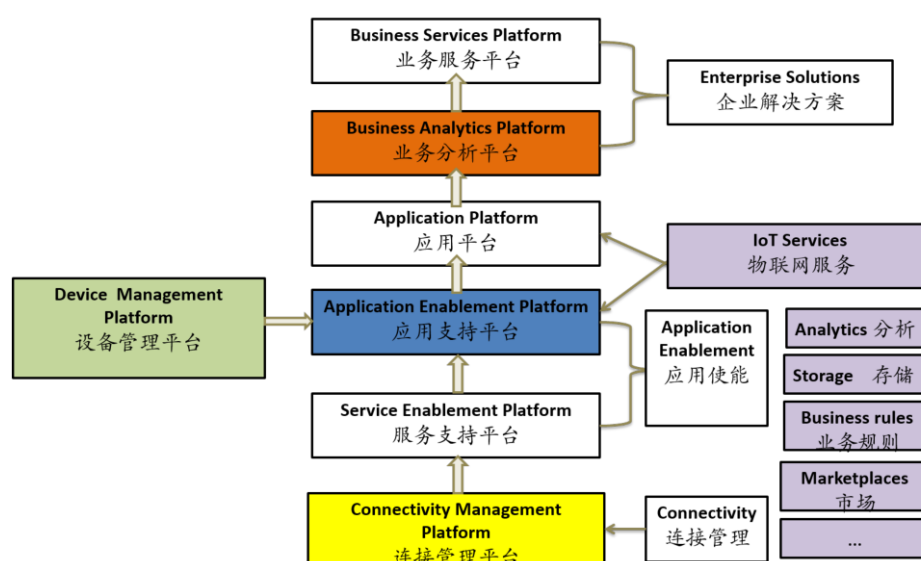 Business Services Platform
业务服务平台
Enterprise Solutions
企业解决方案
Business Analytics Platform
业务分析平台
Application Platform
应用平台
IoT Services
物联网服务
Device Management
Platform
设备管理平台
Application Enablement Platform
应用支持平台
Application
Enablement
应用使能
Analytics 分析
Storage 存储
Service Enablement Platform
服务支持平台
Business rules
业务规则
Marketplaces
市场
Connectivity Management
Platform
连接管理平台
Connectivity
连接管理
...